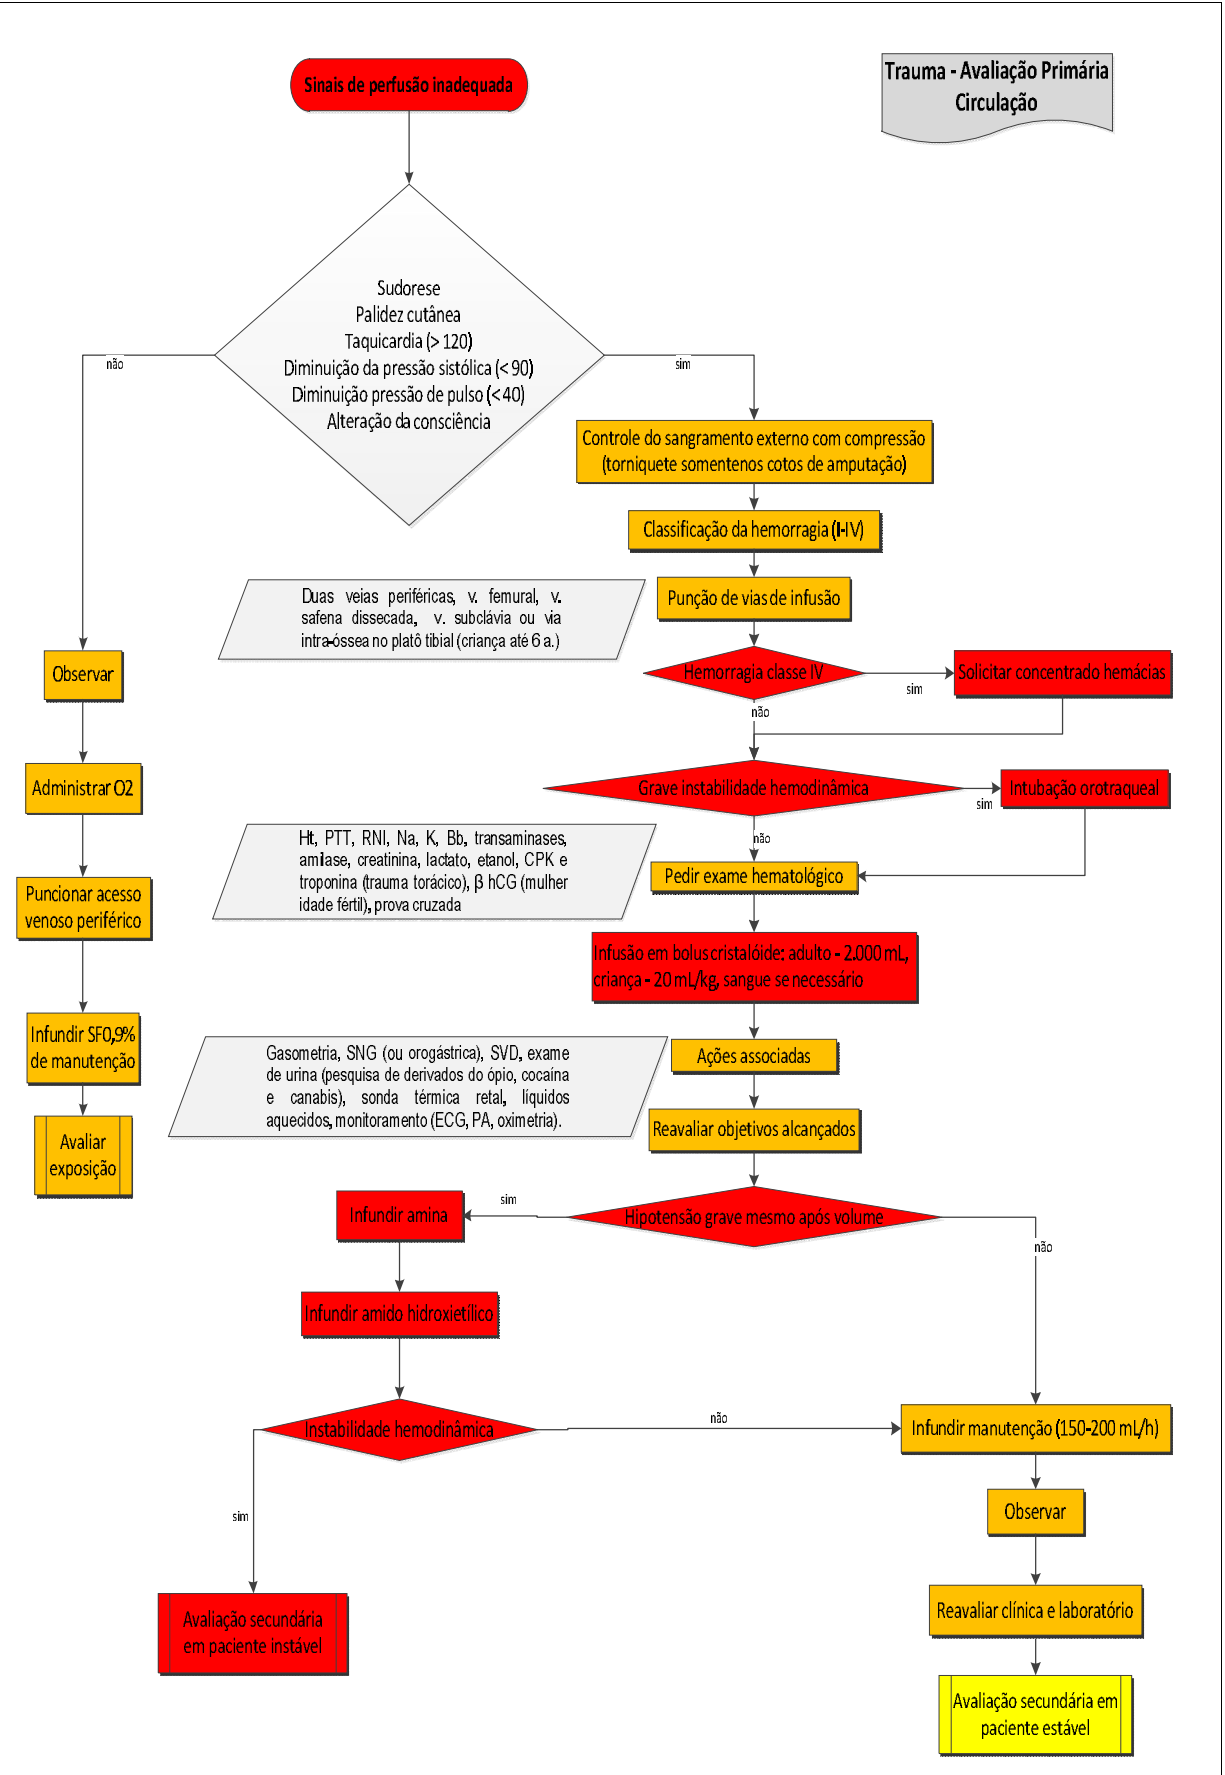 Trauma - Avaliação Primária
Circulação
Sinais de perfusão inadequada
Sudorese
Palidez cutânea
Taquicardia (> 120)
Diminuição da pressão sistólica (< 90)
Diminuição pressão de pulso (< 40)
Alteração da consciência
não
sim
Controle do sangramento externo com compressão
(torniquete somentenos cotos de amputação)
Classificação da hemorragia (I-IV)
Punção de vias de infusão
Duas veias periféricas, v. femural, v.
safena dissecada, v. subclávia ou via
intra-óssea no platô tibial (criança até 6 a.)
Hemorragia classe IV
sim
Solicitar concentrado hemácias
não
Observar
Administrar O2
Puncionar acesso
venoso periférico
Infundir SF0,9%
de manutenção
Avaliar
exposição
Grave instabilidade hemodinâmica
sim
Intubação orotraqueal
não
Ht, PTT, RNI, Na, K, Bb, transaminases,
amilase, creatinina, lactato, etanol, CPK e
troponina (trauma torácico), β hCG (mulher
idade fértil), prova cruzada
Pedir exame hematológico
Infusão em bolus cristalóide: adulto - 2.000 mL,
criança - 20 mL/kg, sangue se necessário
Ações associadas
Gasometria, SNG (ou orogástrica), SVD, exame
de urina (pesquisa de derivados do ópio, cocaína
e canabis), sonda térmica retal, líquidos
aquecidos, monitoramento (ECG, PA, oximetria).
Reavaliar objetivos alcançados
Hipotensão grave mesmo após volume
sim
não
Infundir amina
Infundir amido hidroxietílico
Instabilidade hemodinâmica
não
sim
Infundir manutenção (150-200 mL/h)
Observar
Reavaliar clínica e laboratório
Avaliação secundária
em paciente instável
Avaliação secundária em
paciente estável